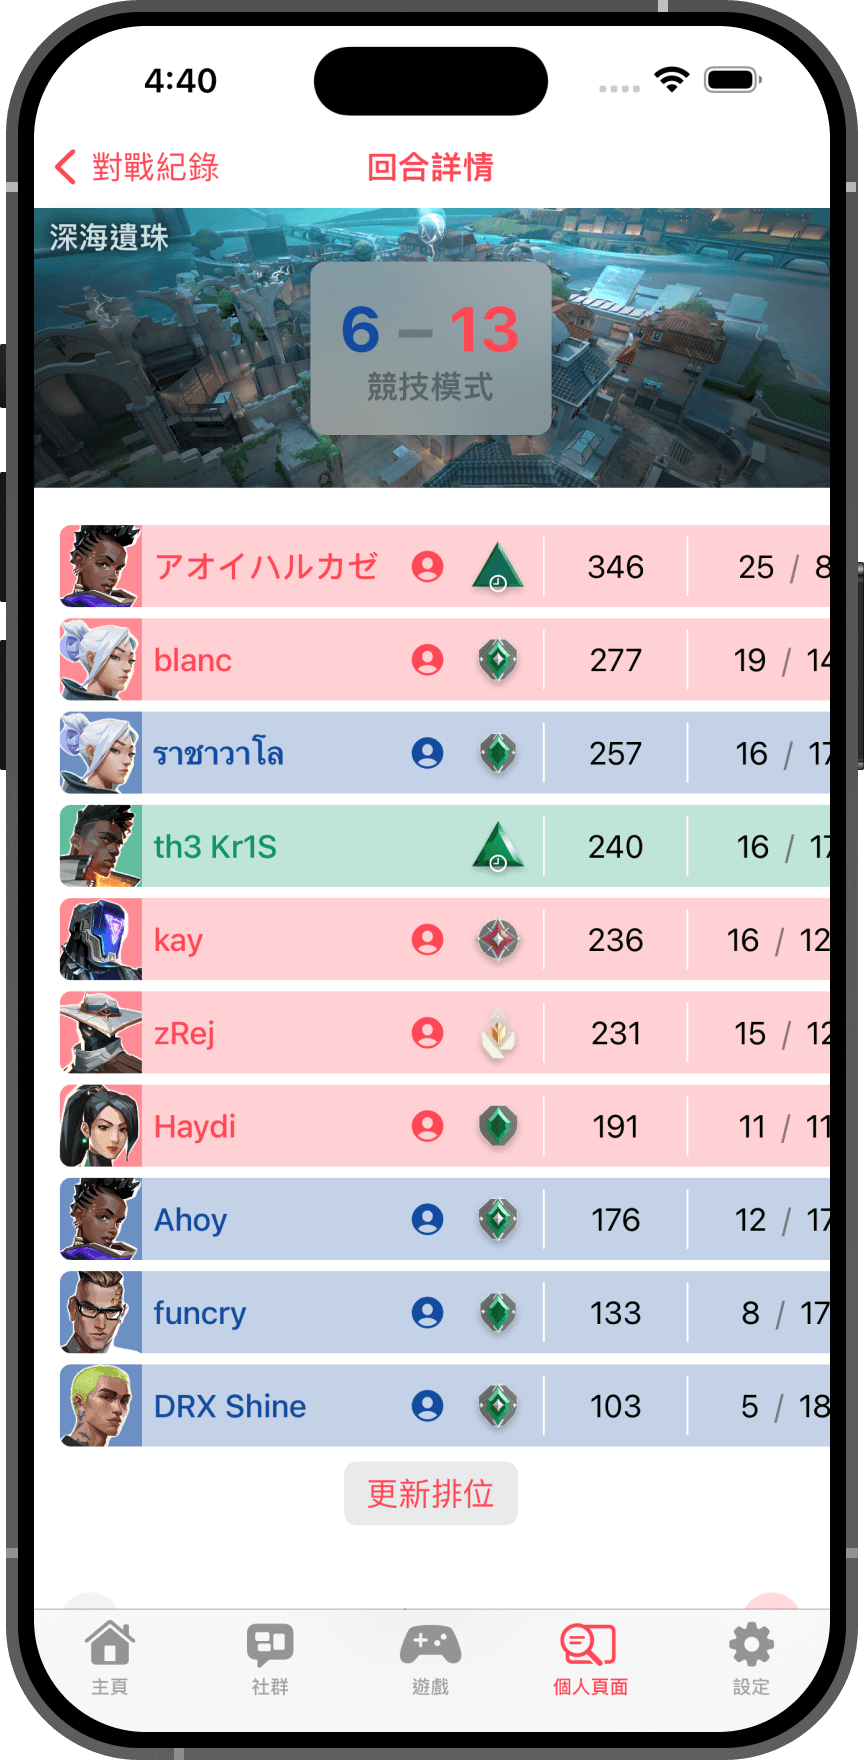 4:40
對戰紀錄
回合詳情
深海遺珠
6 – 13
競技模式
アオイハルカゼ 346 25 / 8
blanc 277 19 / 14
ราชาวาโล 257 16 / 17
th3 Kr1S 240 16 / 17
kay 236 16 / 12
zRej 231 15 / 12
Haydi 191 11 / 11
Ahoy 176 12 / 17
funcry 133 8 / 17
DRX Shine 103 5 / 18
更新排位
主頁 社群 遊戲 個人頁面 設定